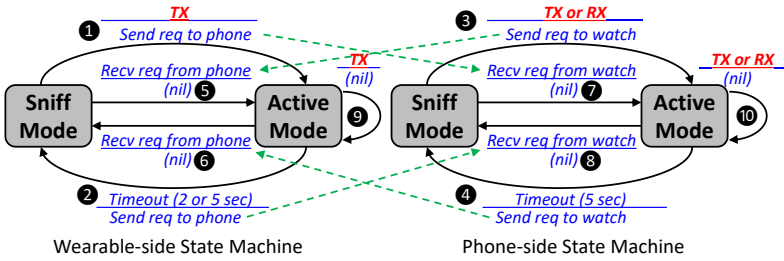 ❶ TX
Send req to phone
❸ TX or RX
Send req to watch
TX
(nil)
TX or RX
(nil)
Recv req from phone
(nil) ❺
Recv req from watch
(nil) ❼
Sniff
Mode
Active
Mode
❾
Sniff
Mode
Active
Mode
❿
Recv req from phone
(nil) ❻
Recv req from watch
(nil) ❽
❷ Timeout (2 or 5 sec)
Send req to phone
❹ Timeout (5 sec)
Send req to watch
Wearable-side State Machine
Phone-side State Machine